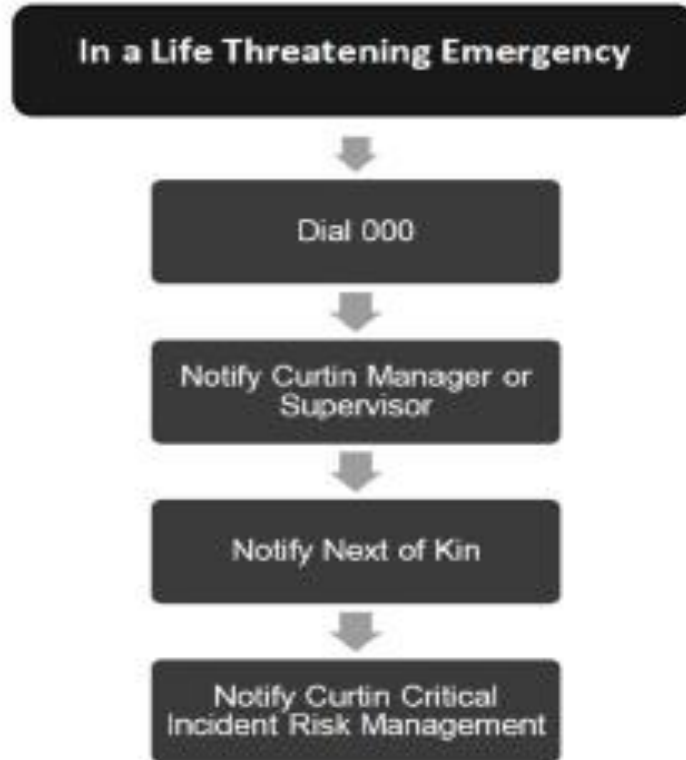 In a Life Threatening Emergency
Dial 000
Notify Curtin Manager or
Supervisor
Notify Next of Kin
Notify Curtin Critical
Incident Risk Management